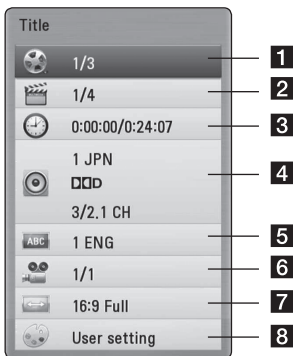 Title
1/3 1
1/4 2
0:00:00/0:24:07 3
1 JPN
DD D 4
3/2.1 CH
ABC 1 ENG 5
1/1 6
16:9 Full 7
User setting 8